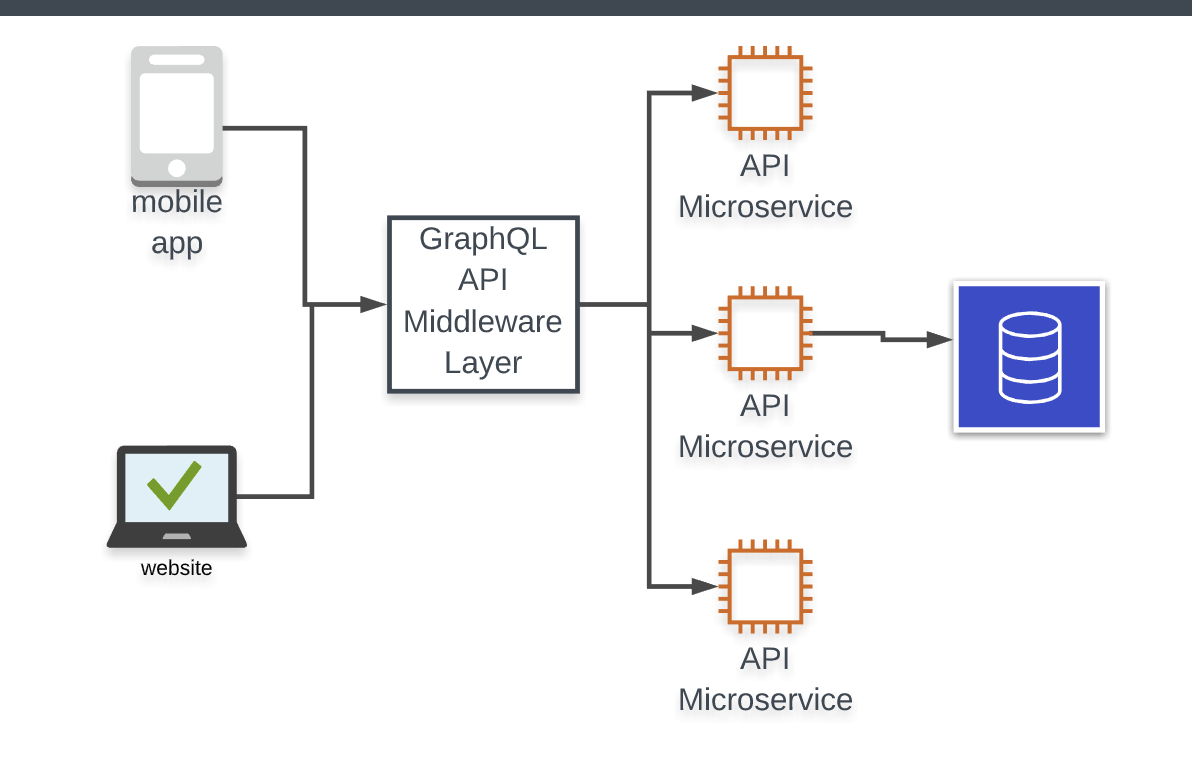 mobile
app
GraphQL
API
Middleware
Layer
website
API
Microservice
API
Microservice
API
Microservice